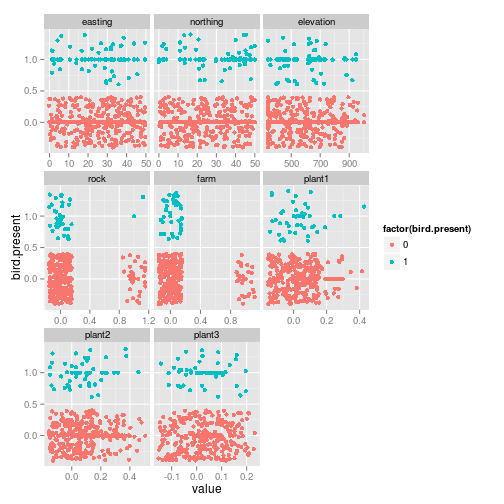 easting northing elevation
1.0
0.5
0.0
0 10 20 30 40 50 0 10 20 30 40 50 500 700 900
rock farm plant1
bird.present
1.0
0.5
0.0
0.0 0.4 0.8 1.2 0.0 0.4 0.8 0.0 0.2 0.4
factor(bird.present)
0
1
plant2 plant3
1.0
0.5
0.0
0.0 0.2 0.4 -0.1 0.0 0.1 0.2
value